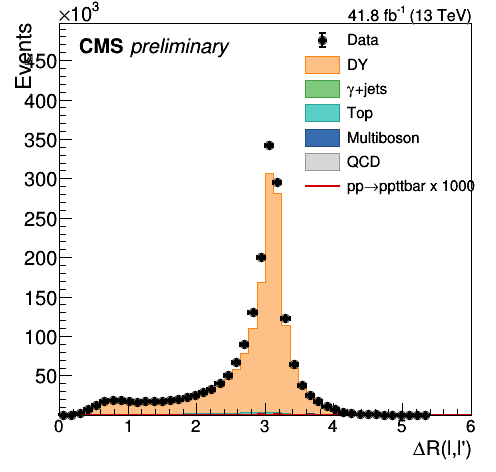 ×10³
41.8 fb⁻¹ (13 TeV)
Events
CMS preliminary
Data
DY
γ+jets
Top
Multiboson
QCD
pp→ppttbar x 1000
450
400
350
300
250
200
150
100
50
0 1 2 3 4 5 6
ΔR(l,l')